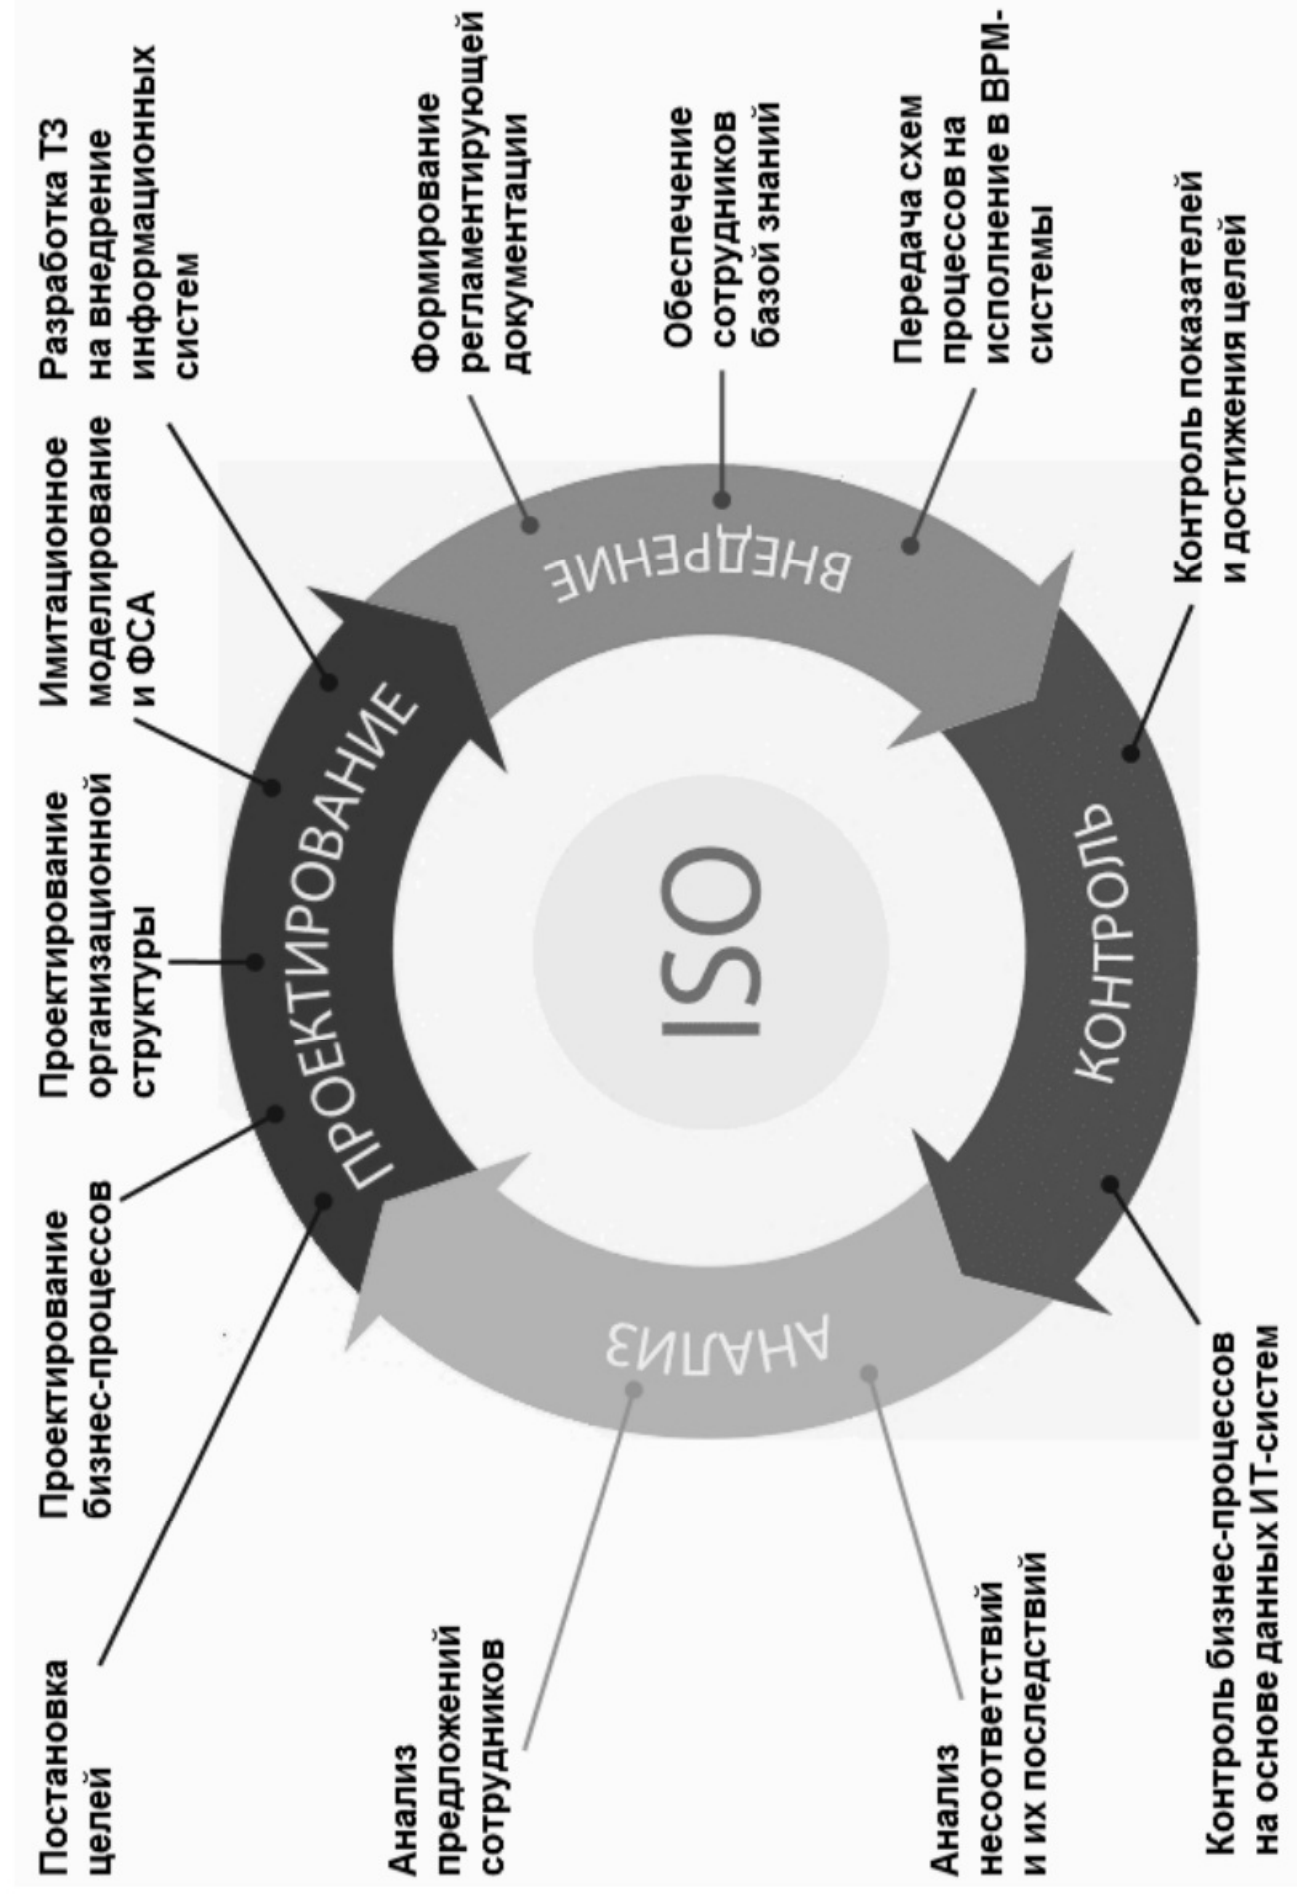 Постановка
целей
Проектирование
бизнес-процессов
Проектирование
организационной
структуры
Имитационное
моделирование
и ФСА
Разработка ТЗ
на внедрение
информационных
систем
Формирование
регламентирующей
документации
Обеспечение
сотрудников
базой знаний
Передача схем
процессов на
исполнение в BPM-
системы
Контроль показателей
и достижения целей
Контроль бизнес-процессов
на основе данных ИТ-систем
Анализ
несоответствий
и их последствий
Анализ
предложений
сотрудников
ПРОЕКТИРОВАНИЕ
ВНЕДРЕНИЕ
КОНТРОЛЬ
АНАЛИЗ
ISO